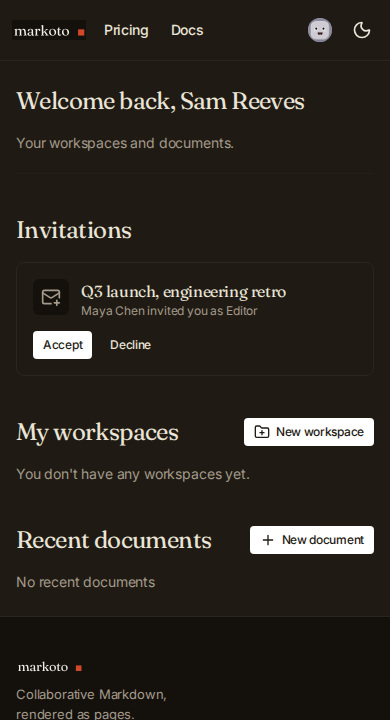 markoto
Pricing
Docs
Welcome back, Sam Reeves
Your workspaces and documents.
Invitations
Q3 launch, engineering retro
Maya Chen invited you as Editor
Accept
Decline
My workspaces
New workspace
You don't have any workspaces yet.
Recent documents
New document
No recent documents
markoto
Collaborative Markdown,
rendered as pages.